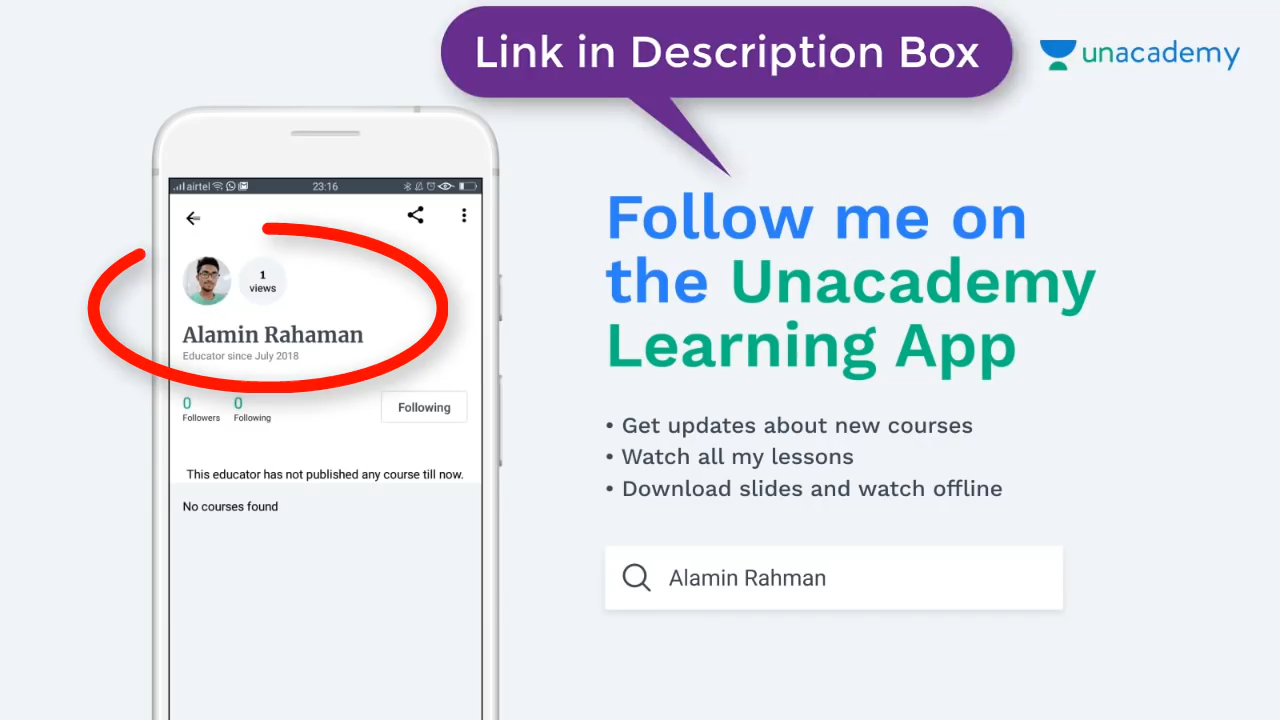 Link in Description Box
unacademy
airtel 23:16
1
views
Alamin Rahaman
Educator since July 2018
0 0
Followers Following
Following
This educator has not published any course till now.
No courses found
Follow me on
the Unacademy
Learning App
• Get updates about new courses
• Watch all my lessons
• Download slides and watch offline
Alamin Rahman